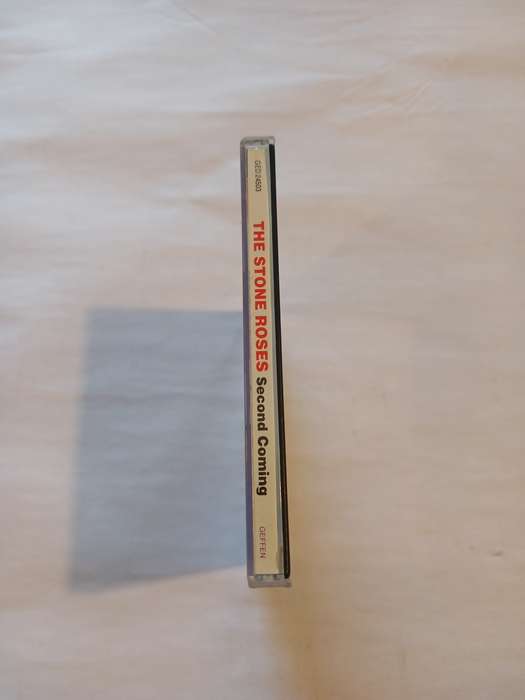 GED 24503 THE STONE ROSES Second Coming GEFFEN